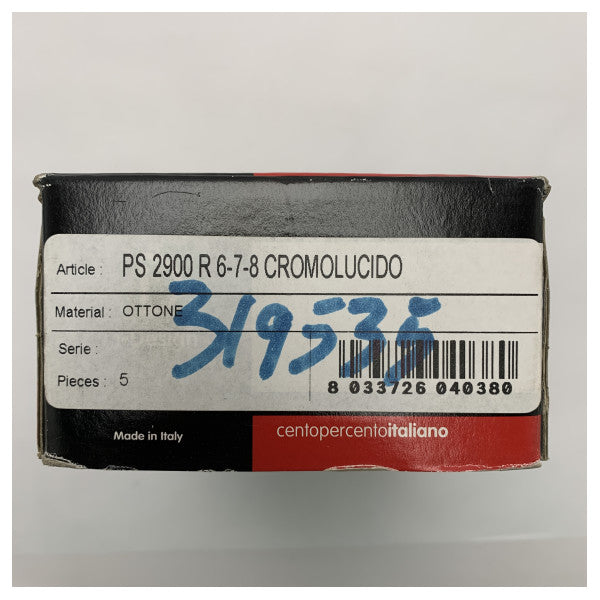 Article : PS 2900 R 6-7-8 CROMOLUCIDO
Material : OTTONE
319535
Serie :
Pieces : 5
8 033726 040380
Made in Italy
centopercentoitaliano